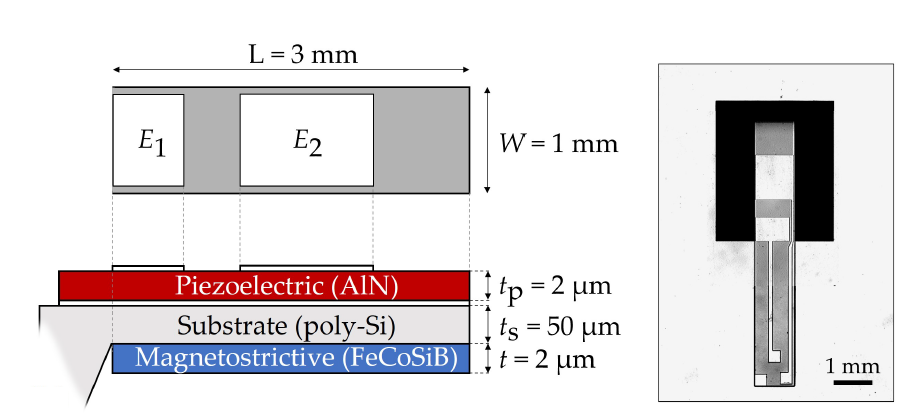 L = 3 mm
E1
E2
W = 1 mm
Piezoelectric (AlN)
tp = 2 μm
Substrate (poly-Si)
ts = 50 μm
Magnetostrictive (FeCoSiB)
t = 2 μm
1 mm